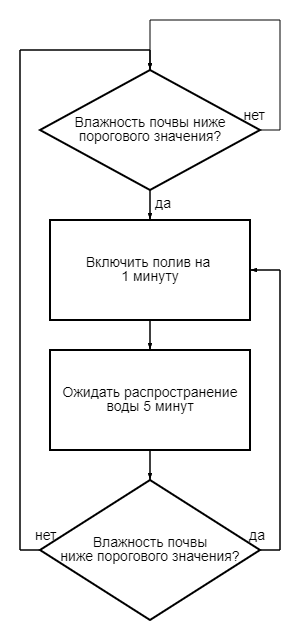 Влажность почвы ниже
порогового значения?
нет
да
Включить полив на
1 минуту
Ожидать распространение
воды 5 минут
нет
Влажность почвы
ниже порогового значения?
да